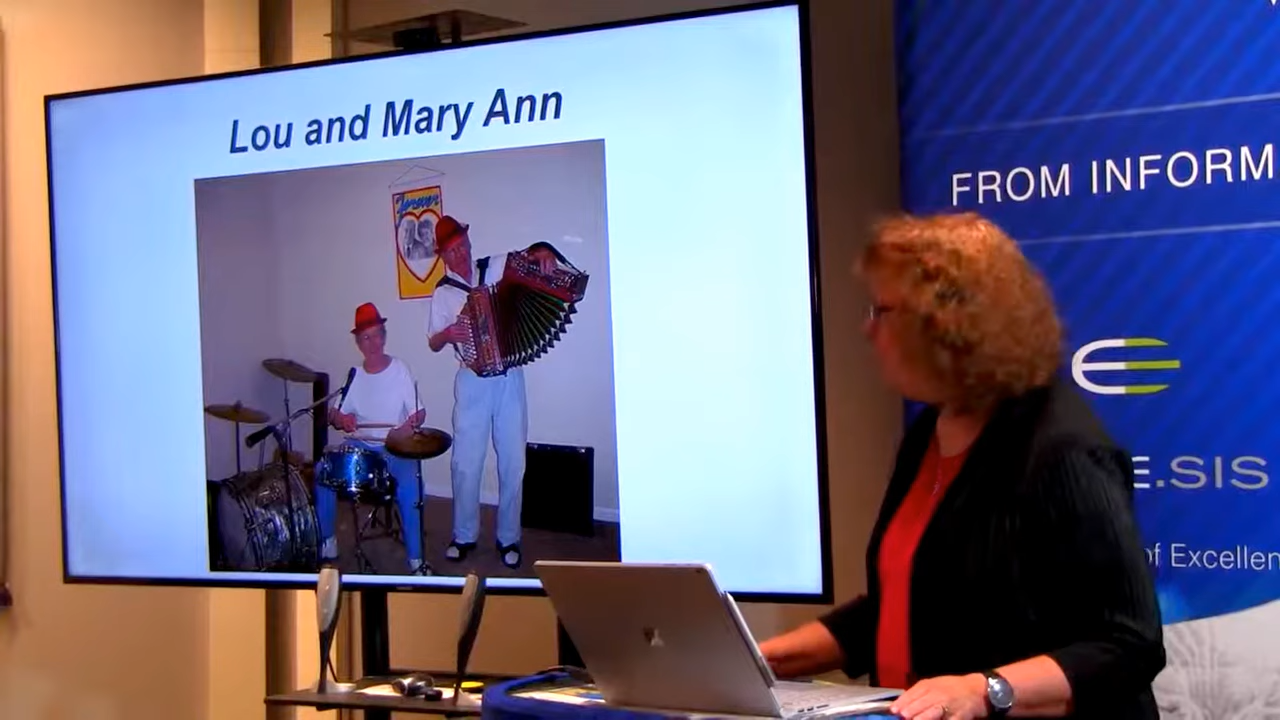 Lou and Mary Ann
Forever
FROM INFORM
E.SIS
of Excellen